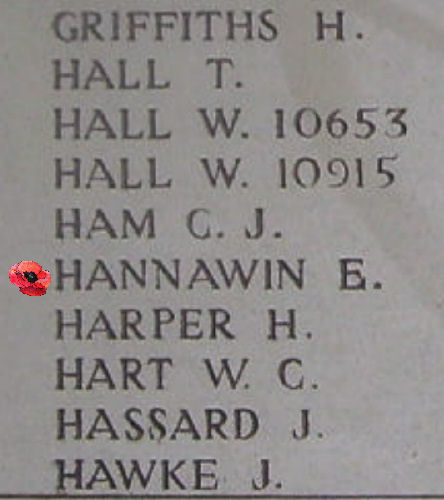 GRIFFITHS H.
HALL T.
HALL W. 10653
HALL W. 10915
HAM C. J.
HANNAWIN E.
HARPER H.
HART W. C.
HASSARD J.
HAWKE J.